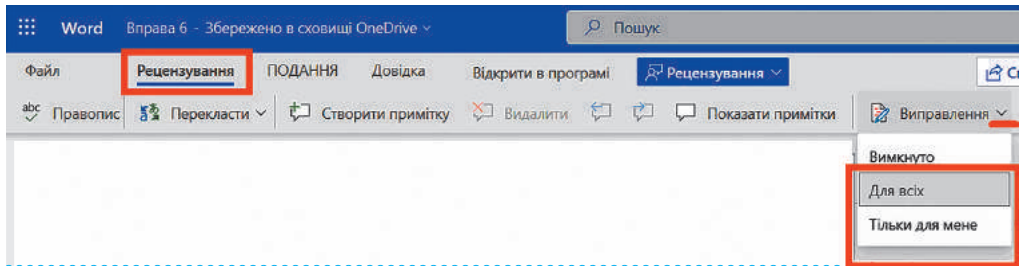 Word Вправа 6 - Збережено в сховищі OneDrive Пошук
Файл Рецензування ПОДАННЯ Довідка Відкрити в програмі Рецензування
abc Правопис Перекласти Створити примітку Видалити Показати примітки Виправлення
Вимкнуто
Для всіх
Тільки для мене